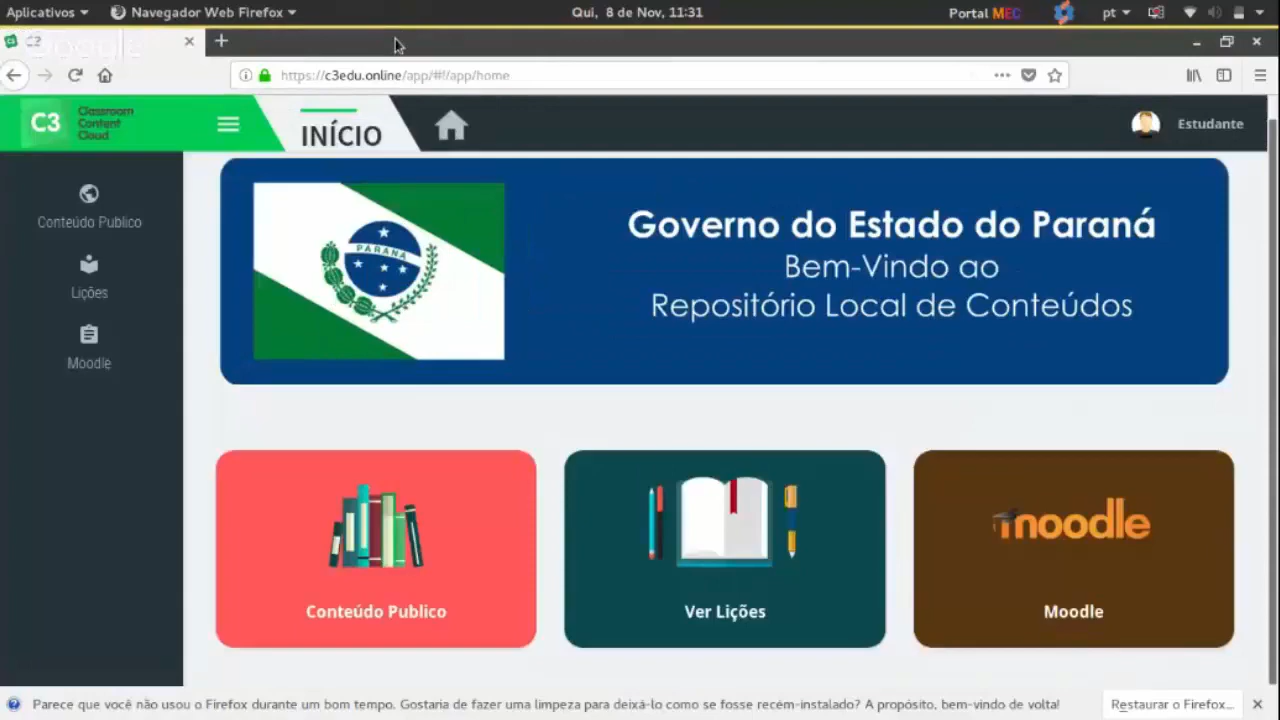 Aplicativos
Navegador Web Firefox
Qui, 8 de Nov, 11:31
Portal MEC
pt
C3
https://c3edu.online/app/#!/app/home
C3
Classroom
Content
Cloud
INÍCIO
Estudante
Conteúdo Publico
Lições
Moodle
PARANÁ
Governo do Estado do Paraná
Bem-Vindo ao
Repositório Local de Conteúdos
moodle
Conteúdo Publico
Ver Lições
Moodle
Parece que você não usou o Firefox durante um bom tempo. Gostaria de fazer uma limpeza para deixá-lo como se fosse recém-instalado? A propósito, bem-vindo de volta!
Restaurar o Firefox...